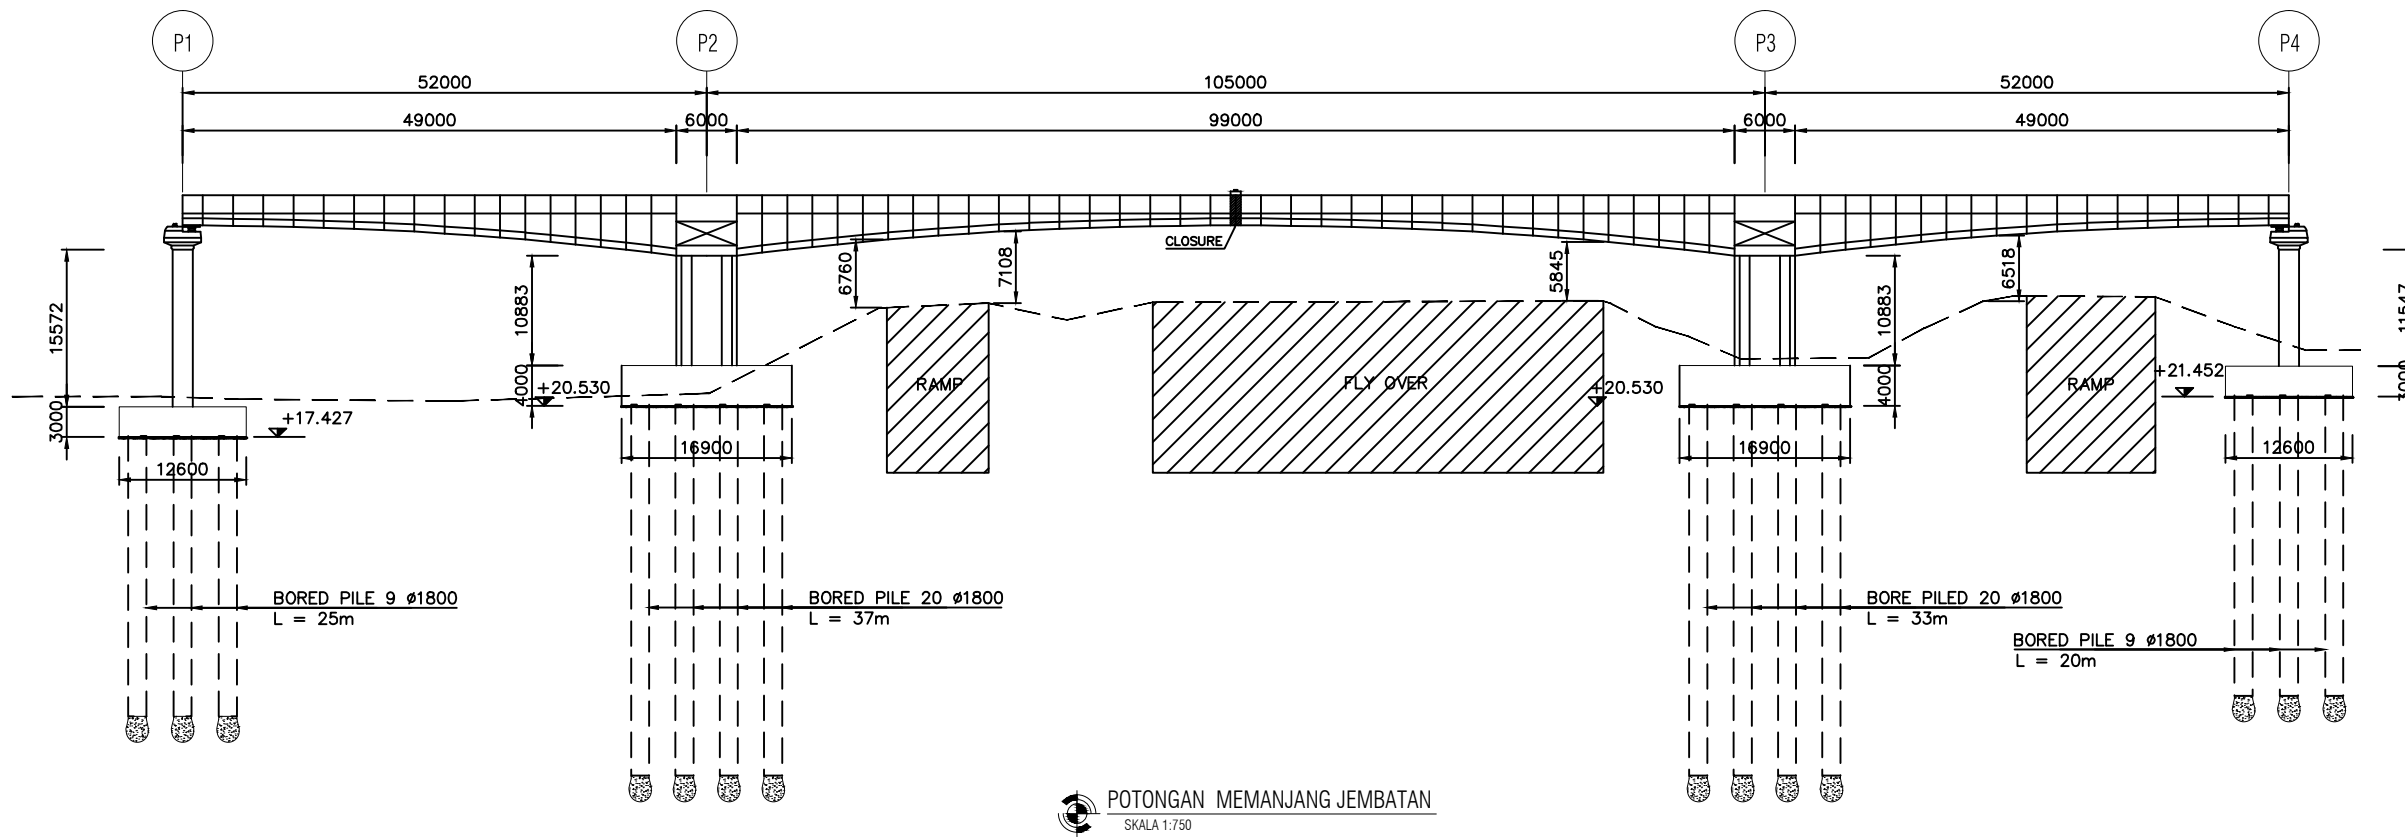 P1
P2
P3
P4
52000
105000
52000
49000
6000
99000
6000
49000
CLOSURE
6760
7108
5845
6518
15572
10883
10883
11547
3000
4000
4000
3000
+17.427
+20.530
+20.530
+21.452
RAMP
FLY OVER
RAMP
12600
16900
16900
12600
BORED PILE 9 ø1800
L = 25m
BORED PILE 20 ø1800
L = 37m
BORE PILED 20 ø1800
L = 33m
BORED PILE 9 ø1800
L = 20m
POTONGAN MEMANJANG JEMBATAN
SKALA 1:750